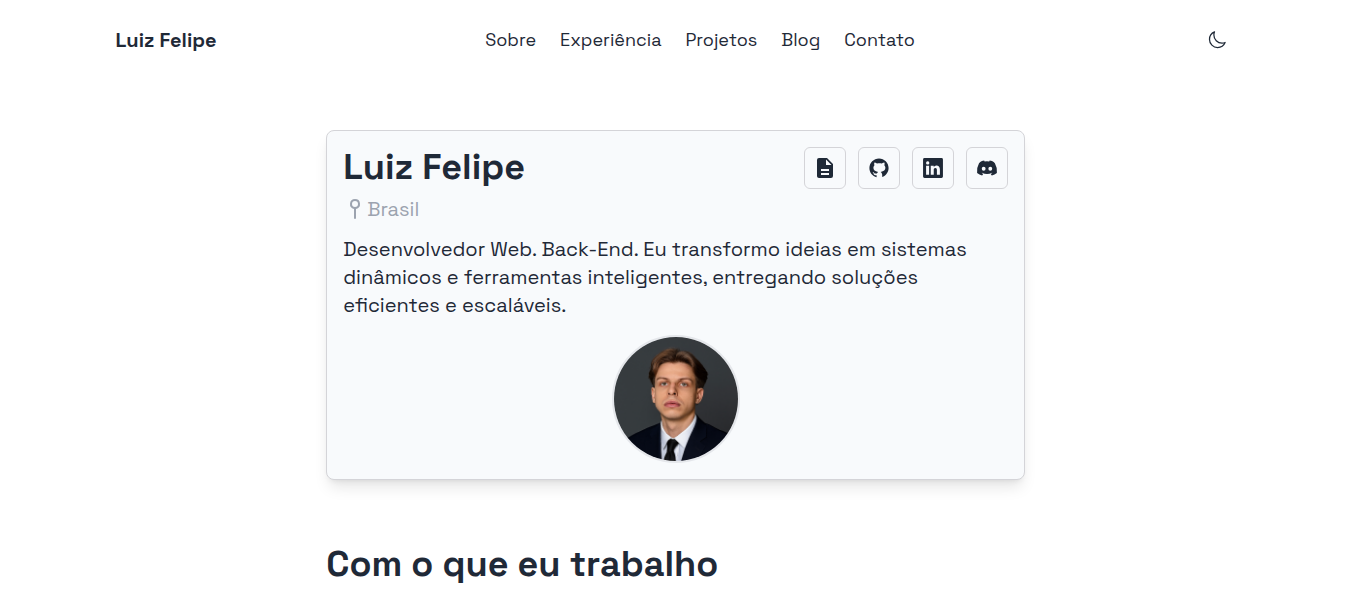 Luiz Felipe
Sobre Experiência Projetos Blog Contato
Luiz Felipe
Brasil
Desenvolvedor Web. Back-End. Eu transformo ideias em sistemas
dinâmicos e ferramentas inteligentes, entregando soluções
eficientes e escaláveis.
Com o que eu trabalho